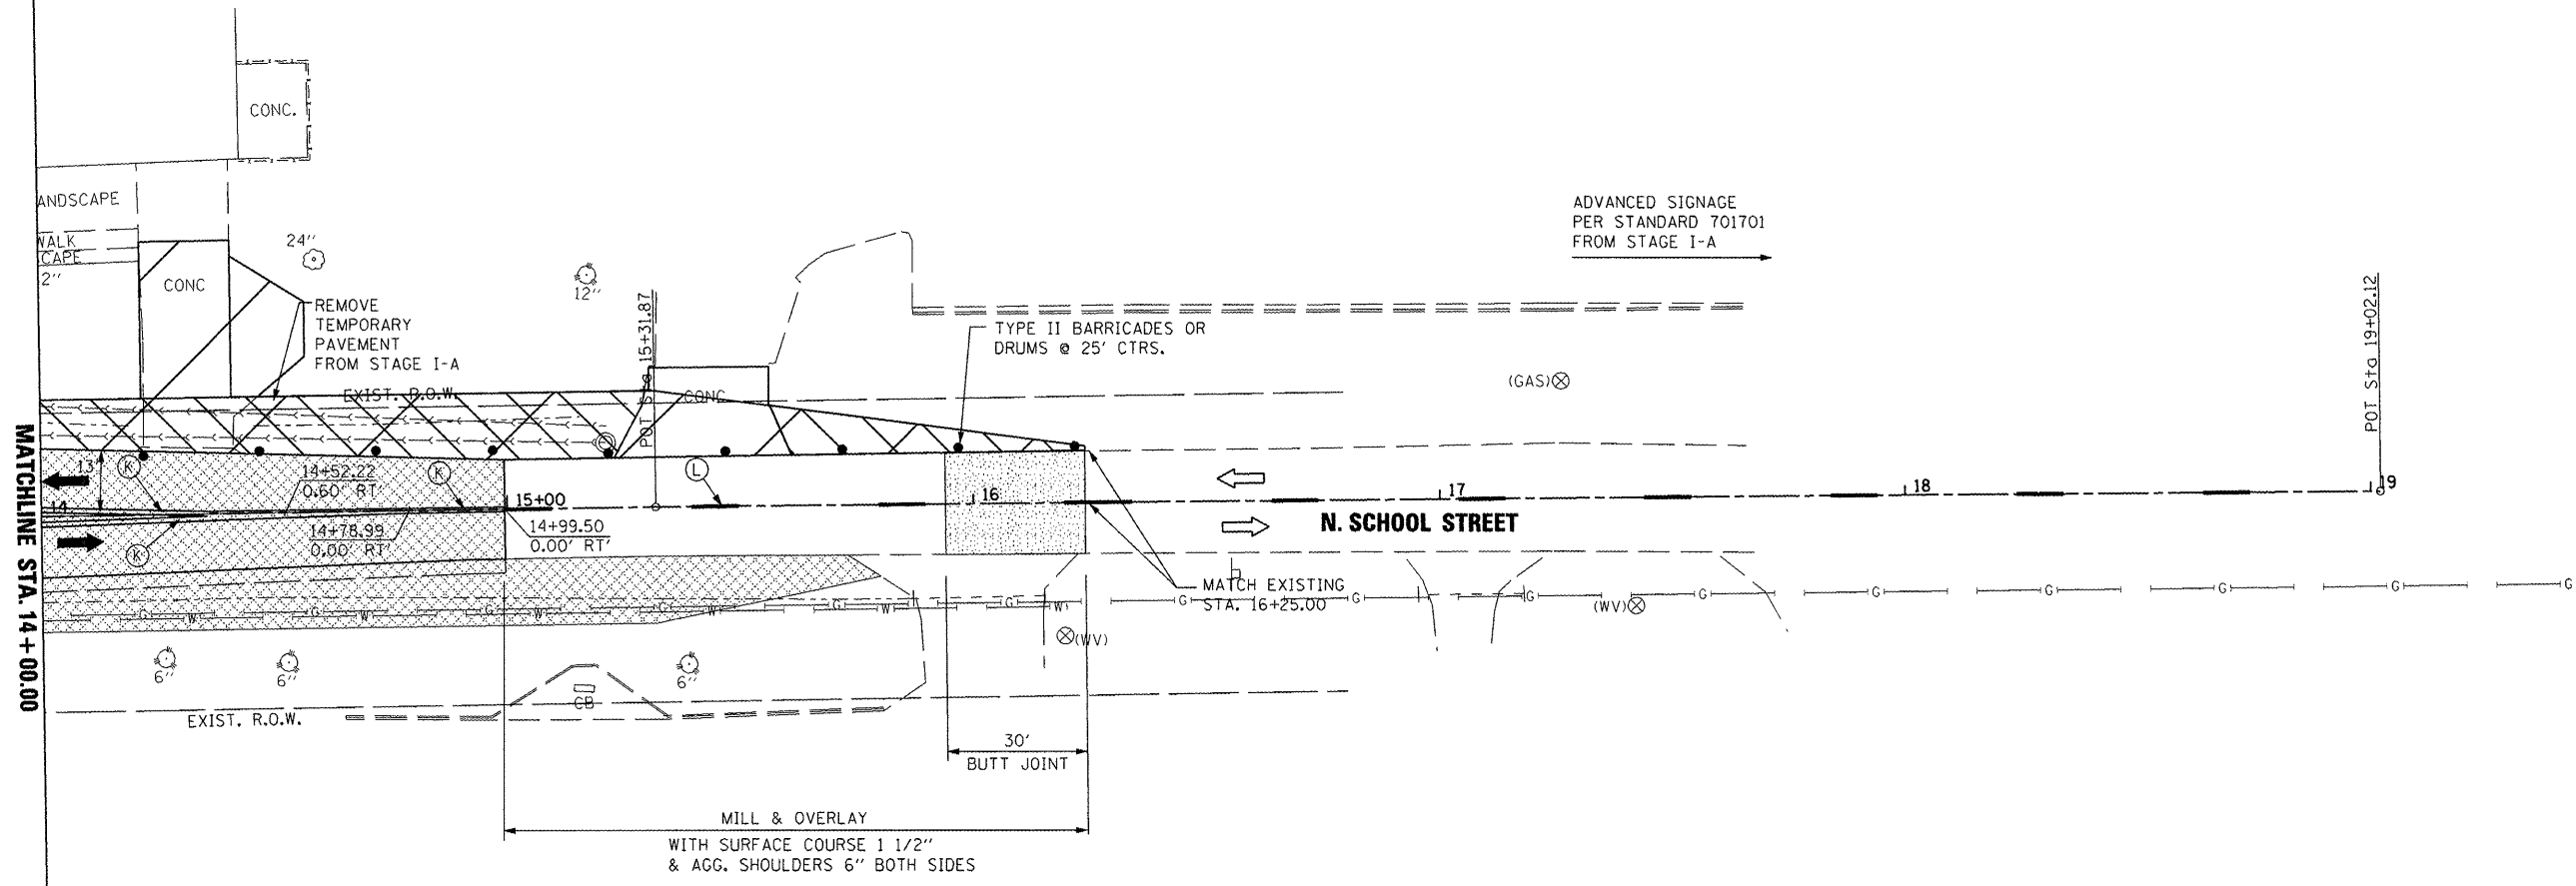 CONC.
ANDSCAPE
WALK
CAPE
2"
24"
CONC
12"
REMOVE
TEMPORARY
PAVEMENT
FROM STAGE I-A
EXIST. R.O.W.
POT Sta 15+31.87
CONC
TYPE II BARRICADES OR
DRUMS @ 25' CTRS.
ADVANCED SIGNAGE
PER STANDARD 701701
FROM STAGE I-A
(GAS)
POT Sta 19+02.12
MATCHLINE STA. 14+00.00
13'
K
14+52.22
0.60' RT'
K
L
14
15+00
16
17
18
19
K
14+78.99
0.00' RT'
14+99.50
0.00' RT'
N. SCHOOL STREET
MATCH EXISTING
STA. 16+25.00
G W G W G W G W G W G W G G G G G G G G G
(WV)
(WV)
6"
6"
6"
CB
EXIST. R.O.W.
30'
BUTT JOINT
MILL & OVERLAY
WITH SURFACE COURSE 1 1/2"
& AGG. SHOULDERS 6" BOTH SIDES